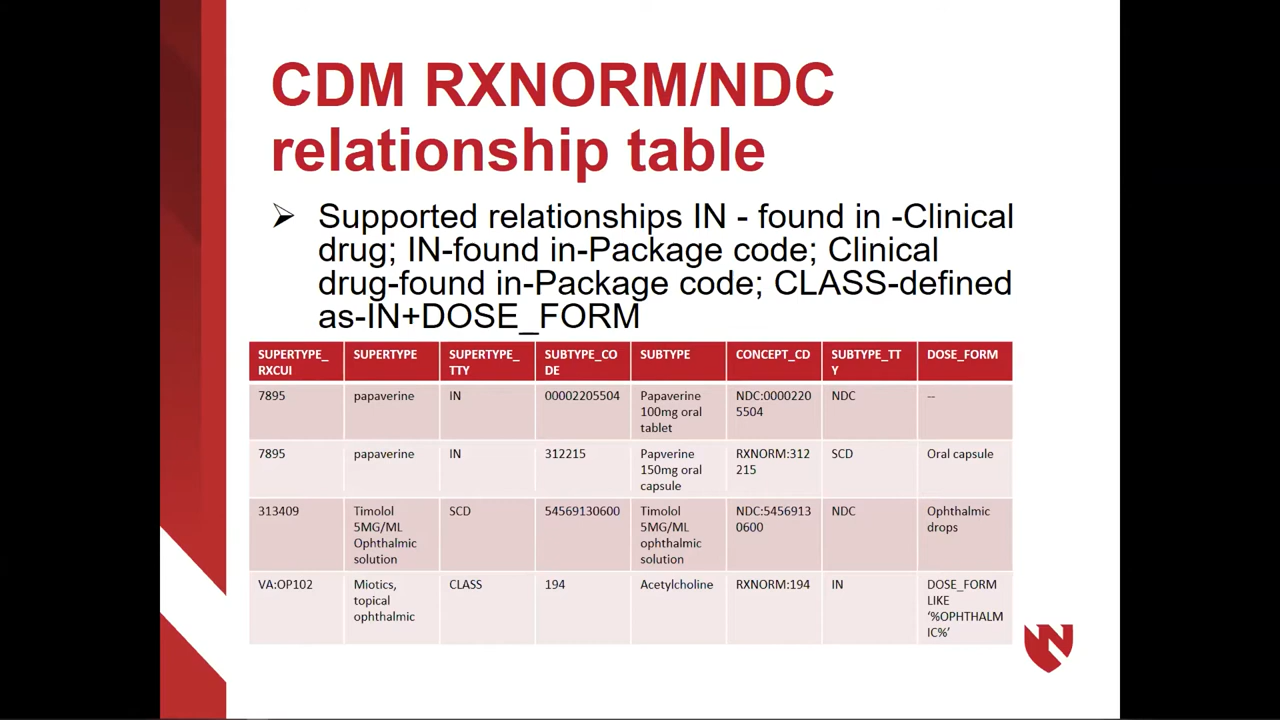 CDM RXNORM/NDC
relationship table
➢ Supported relationships IN - found in -Clinical
drug; IN-found in-Package code; Clinical
drug-found in-Package code; CLASS-defined
as-IN+DOSE_FORM
SUPERTYPE_
RXCUI
SUPERTYPE
SUPERTYPE_
TTY
SUBTYPE_CO
DE
SUBTYPE
CONCEPT_CD
SUBTYPE_TT
Y
DOSE_FORM
7895
papaverine
IN
00002205504
Papaverine
100mg oral
tablet
NDC:0000220
5504
NDC
--
7895
papaverine
IN
312215
Papverine
150mg oral
capsule
RXNORM:312
215
SCD
Oral capsule
313409
Timolol
5MG/ML
Ophthalmic
solution
SCD
54569130600
Timolol
5MG/ML
ophthalmic
solution
NDC:5456913
0600
NDC
Ophthalmic
drops
VA:OP102
Miotics,
topical
ophthalmic
CLASS
194
Acetylcholine
RXNORM:194
IN
DOSE_FORM
LIKE
‘%OPHTHALM
IC%’
N